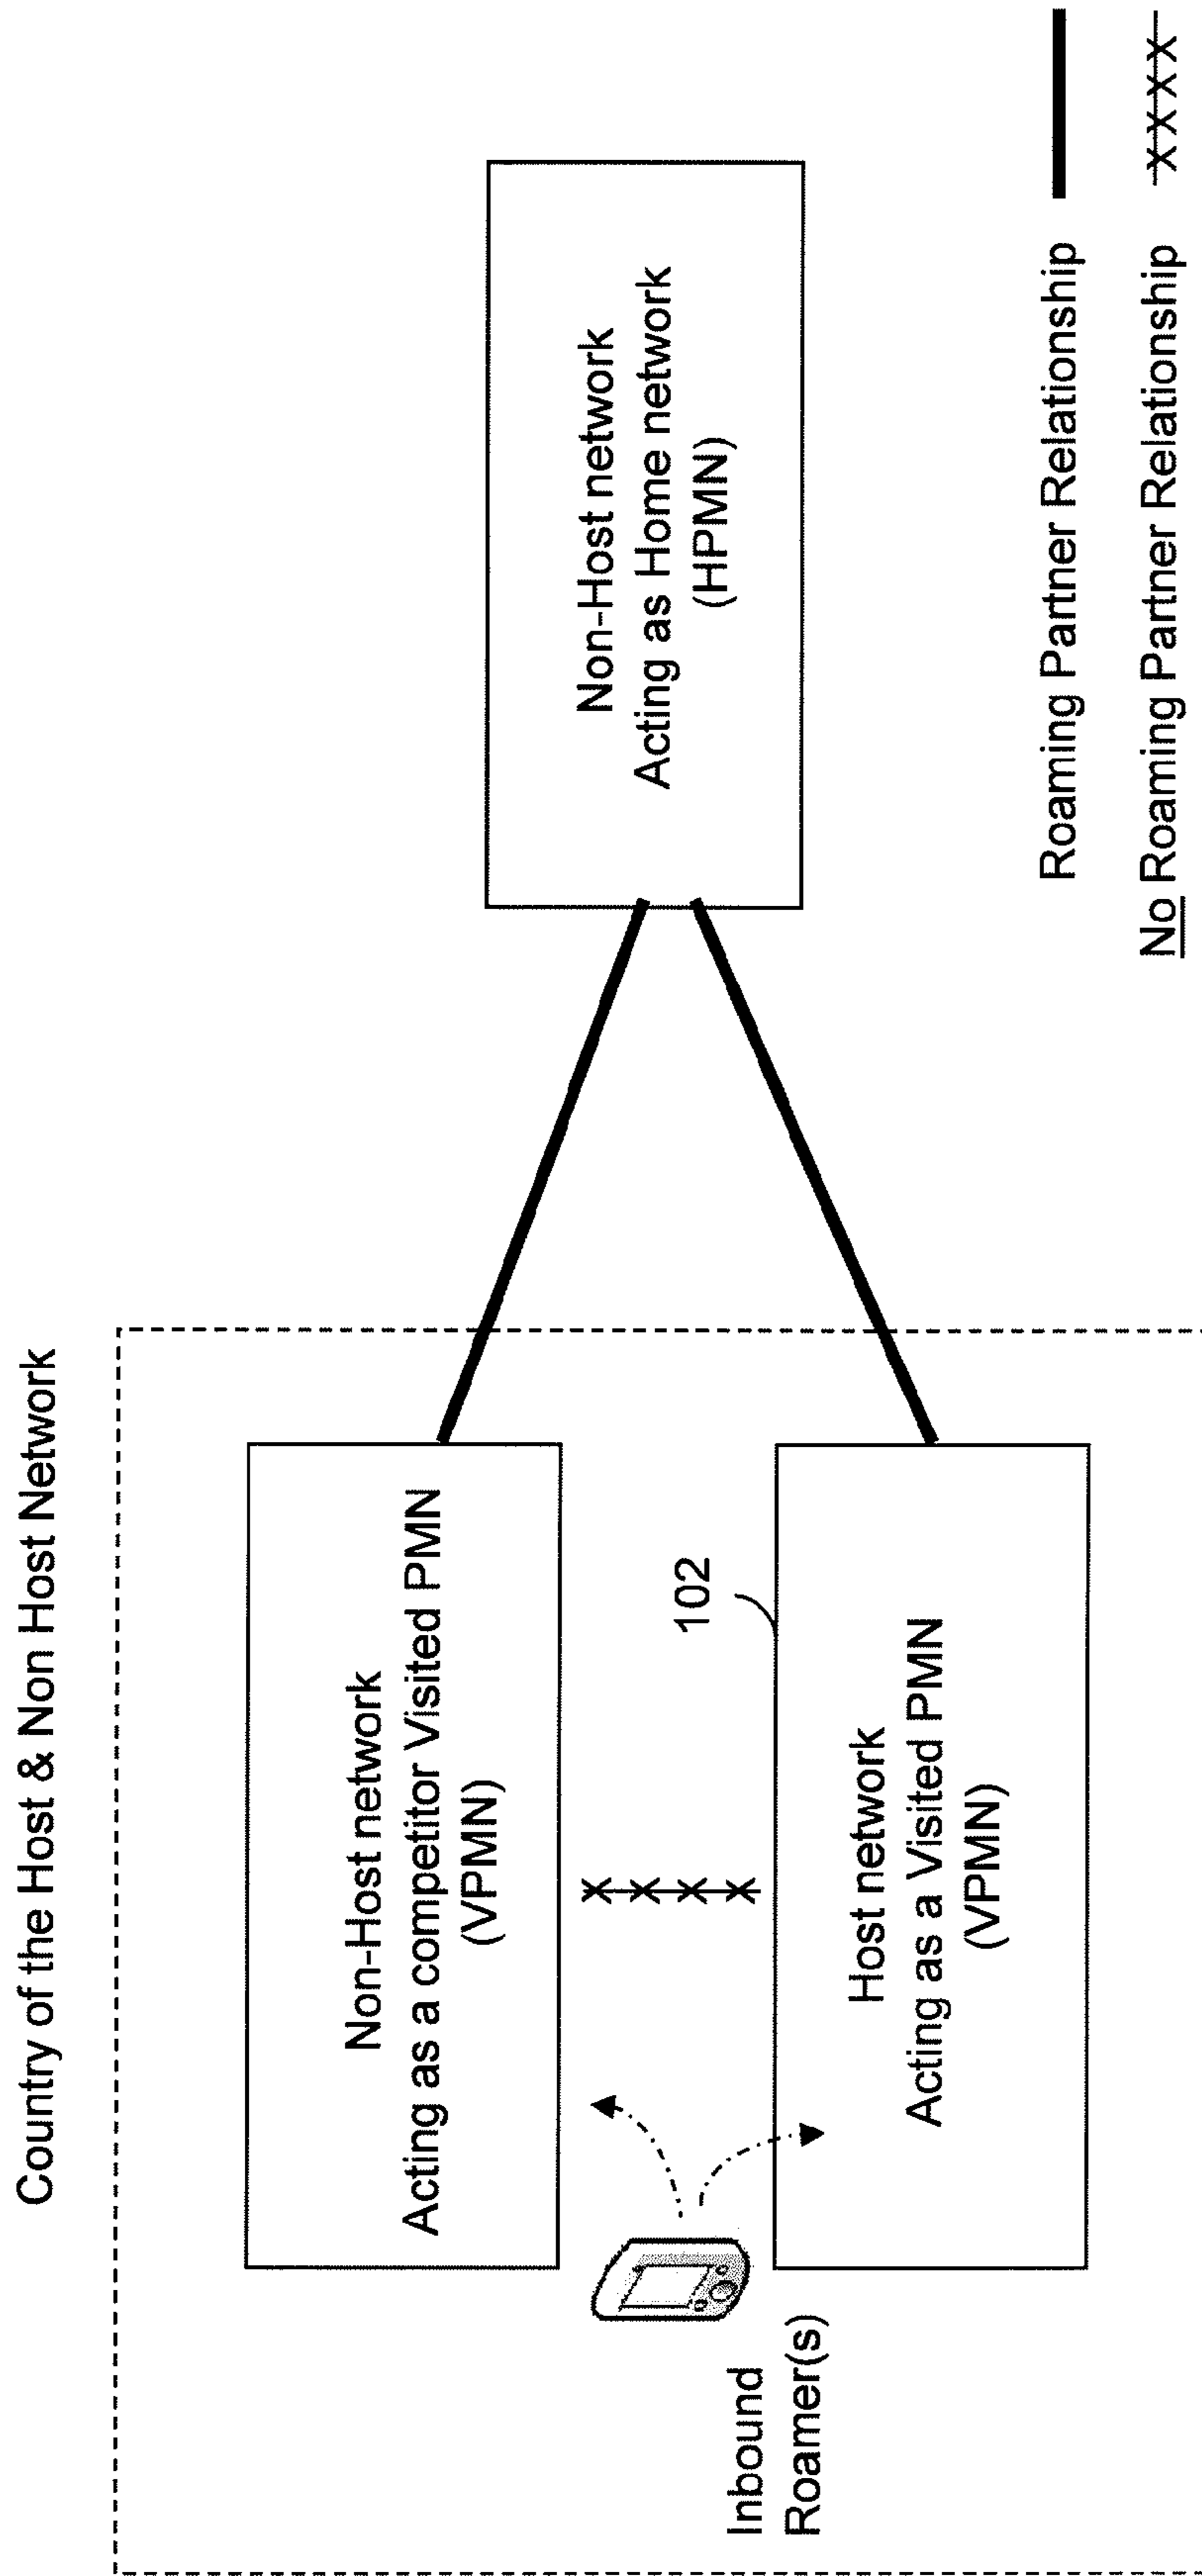 Country of the Host & Non Host Network
Non-Host network
Acting as a competitor Visited PMN
(VPMN)
Inbound
Roamer(s)
102
Host network
Acting as a Visited PMN
(VPMN)
Non-Host network
Acting as Home network
(HPMN)
Roaming Partner Relationship
No Roaming Partner Relationship